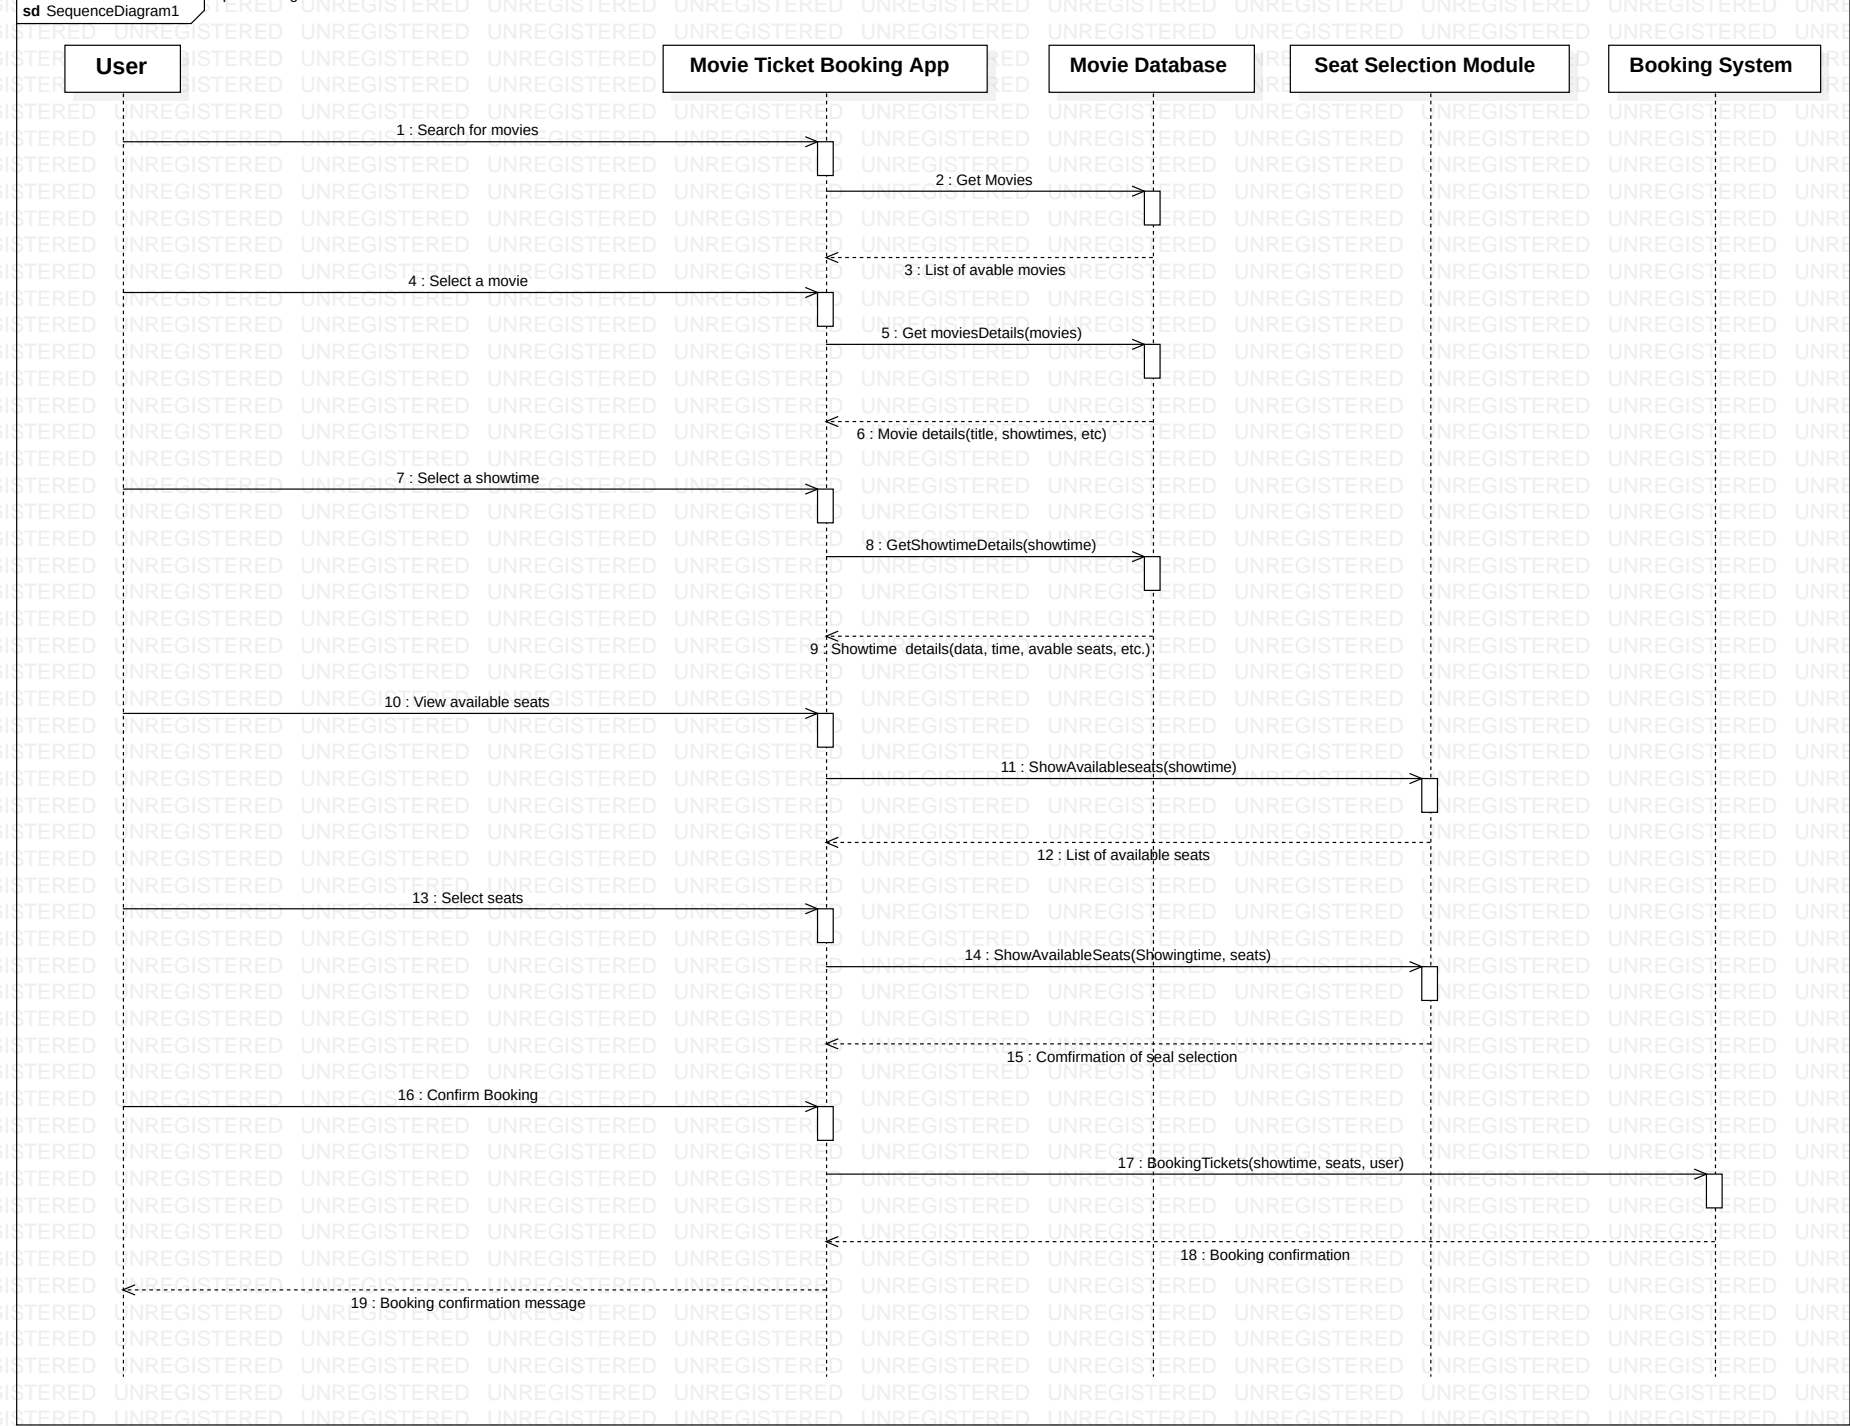 sd SequenceDiagram1
User
Movie Ticket Booking App
Movie Database
Seat Selection Module
Booking System
1 : Search for movies
2 : Get Movies
3 : List of avable movies
4 : Select a movie
5 : Get moviesDetails(movies)
6 : Movie details(title, showtimes, etc)
7 : Select a showtime
8 : GetShowtimeDetails(showtime)
9 : Showtime  details(data, time, avable seats, etc.)
10 : View available seats
11 : ShowAvailableseats(showtime)
12 : List of available seats
13 : Select seats
14 : ShowAvailableSeats(Showingtime, seats)
15 : Comfirmation of seal selection
16 : Confirm Booking
17 : BookingTickets(showtime, seats, user)
18 : Booking confirmation
19 : Booking confirmation message
UNREGISTERED